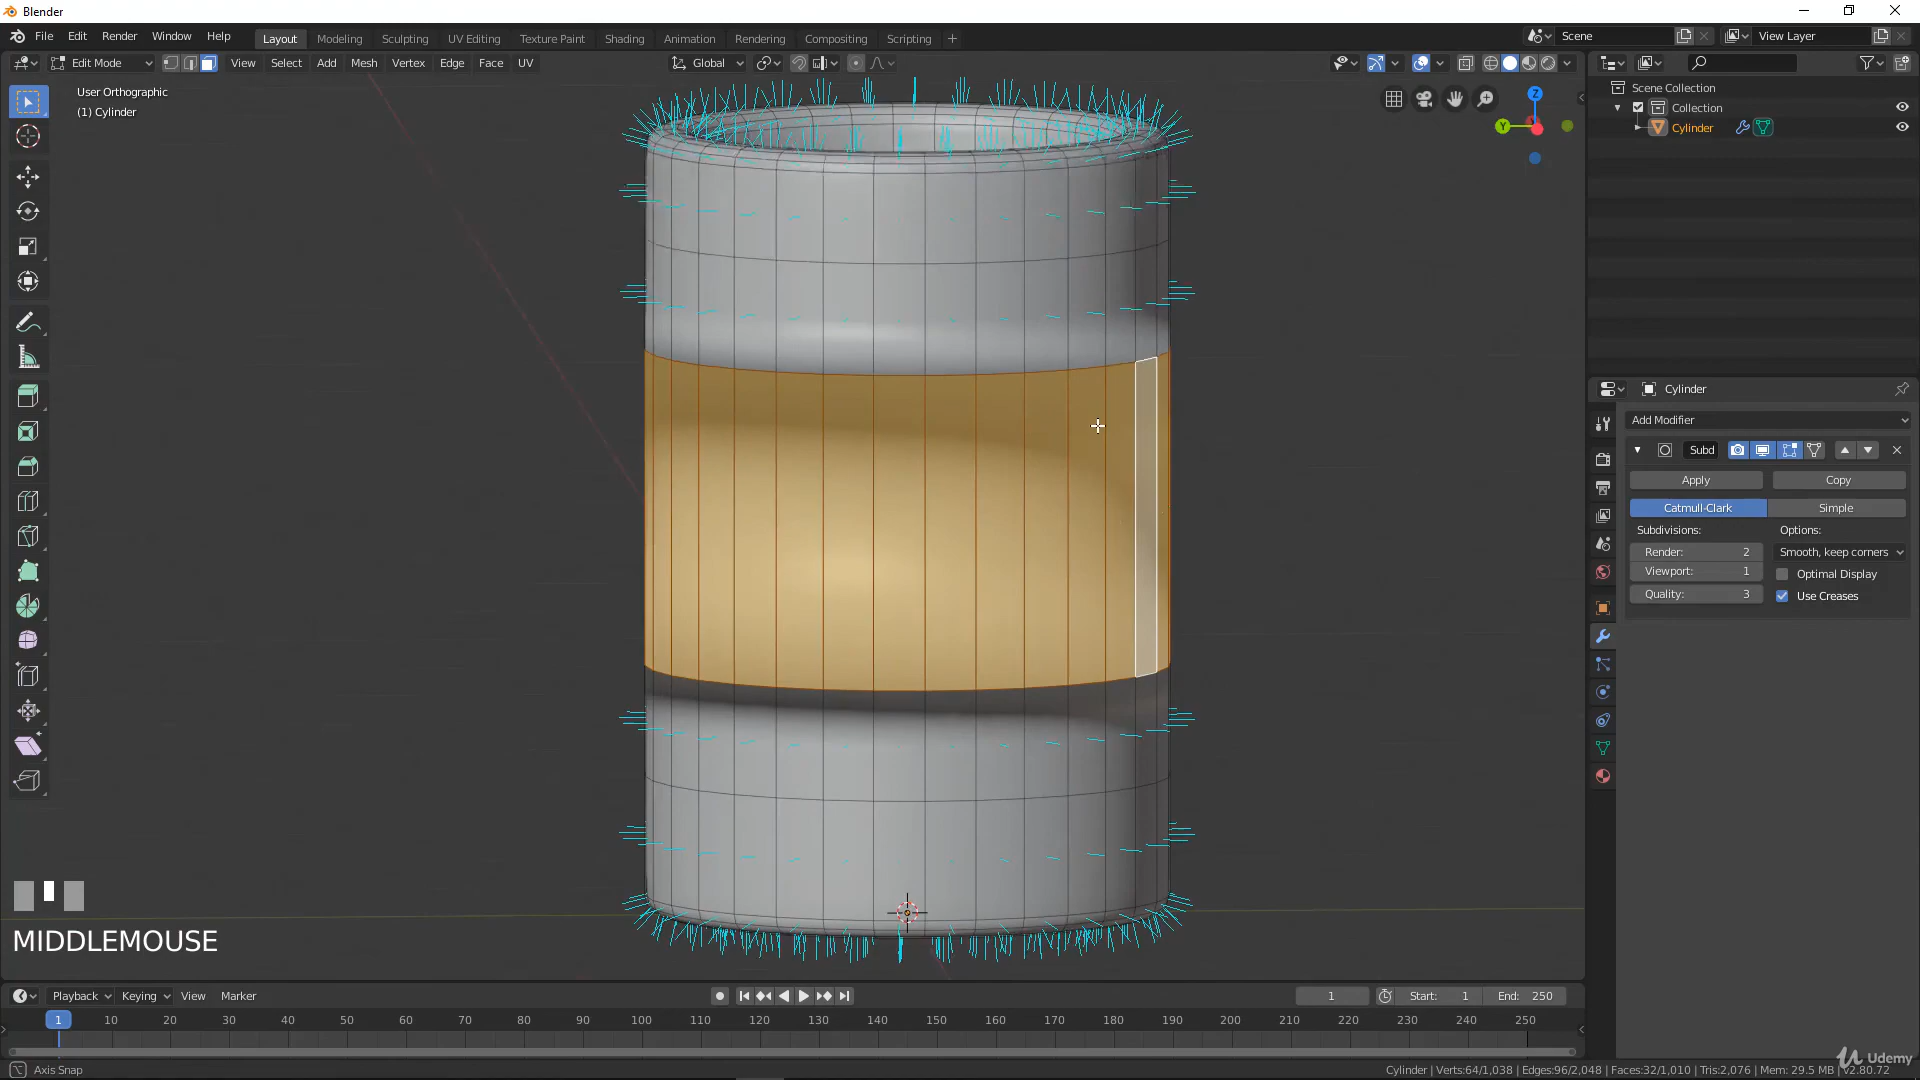 Blender
File Edit Render Window Help
Layout Modeling Sculpting UV Editing Texture Paint Shading Animation Rendering Compositing Scripting +
Scene
View Layer
Edit Mode View Select Add Mesh Vertex Edge Face UV
Global
User Orthographic
(1) Cylinder
Z
Y
Scene Collection
Collection
Cylinder
Cylinder
Add Modifier
Subd
Apply Copy
Catmull-Clark Simple
Subdivisions: Options:
Render: 2 Smooth, keep corners
Viewport: 1 Optimal Display
Quality: 3 Use Creases
MIDDLEMOUSE
Playback Keying View Marker
1 Start: 1 End: 250
1 10 20 30 40 50 60 70 80 90 100 110 120 130 140 150 160 170 180 190 200 210 220 230 240 250
Udemy
Axis Snap
Cylinder | Verts:64/1,038 | Edges:96/2,048 | Faces:32/1,010 | Tris:2,076 | Mem: 29.5 MB | v2.80.72